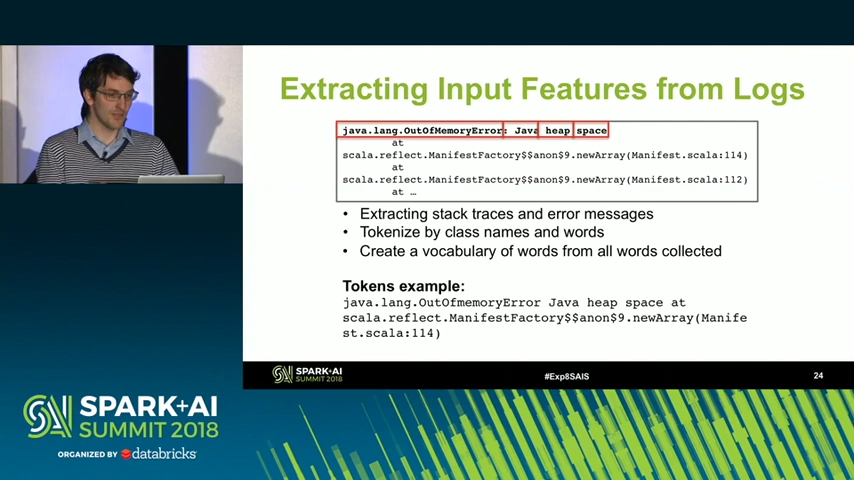 Extracting Input Features from Logs
java.lang.OutOfMemoryError: Java heap space
at
scala.reflect.ManifestFactory$$anon$9.newArray(Manifest.scala:114)
at
scala.reflect.ManifestFactory$$anon$9.newArray(Manifest.scala:112)
at …
• Extracting stack traces and error messages
• Tokenize by class names and words
• Create a vocabulary of words from all words collected
Tokens example:
java.lang.OutOfmemoryError Java heap space at
scala.reflect.ManifestFactory$$anon$9.newArray(Manife
st.scala:114)
SPARK+AI
SUMMIT 2018
#Exp8SAIS
24
SPARK+AI
SUMMIT 2018
ORGANIZED BY databricks